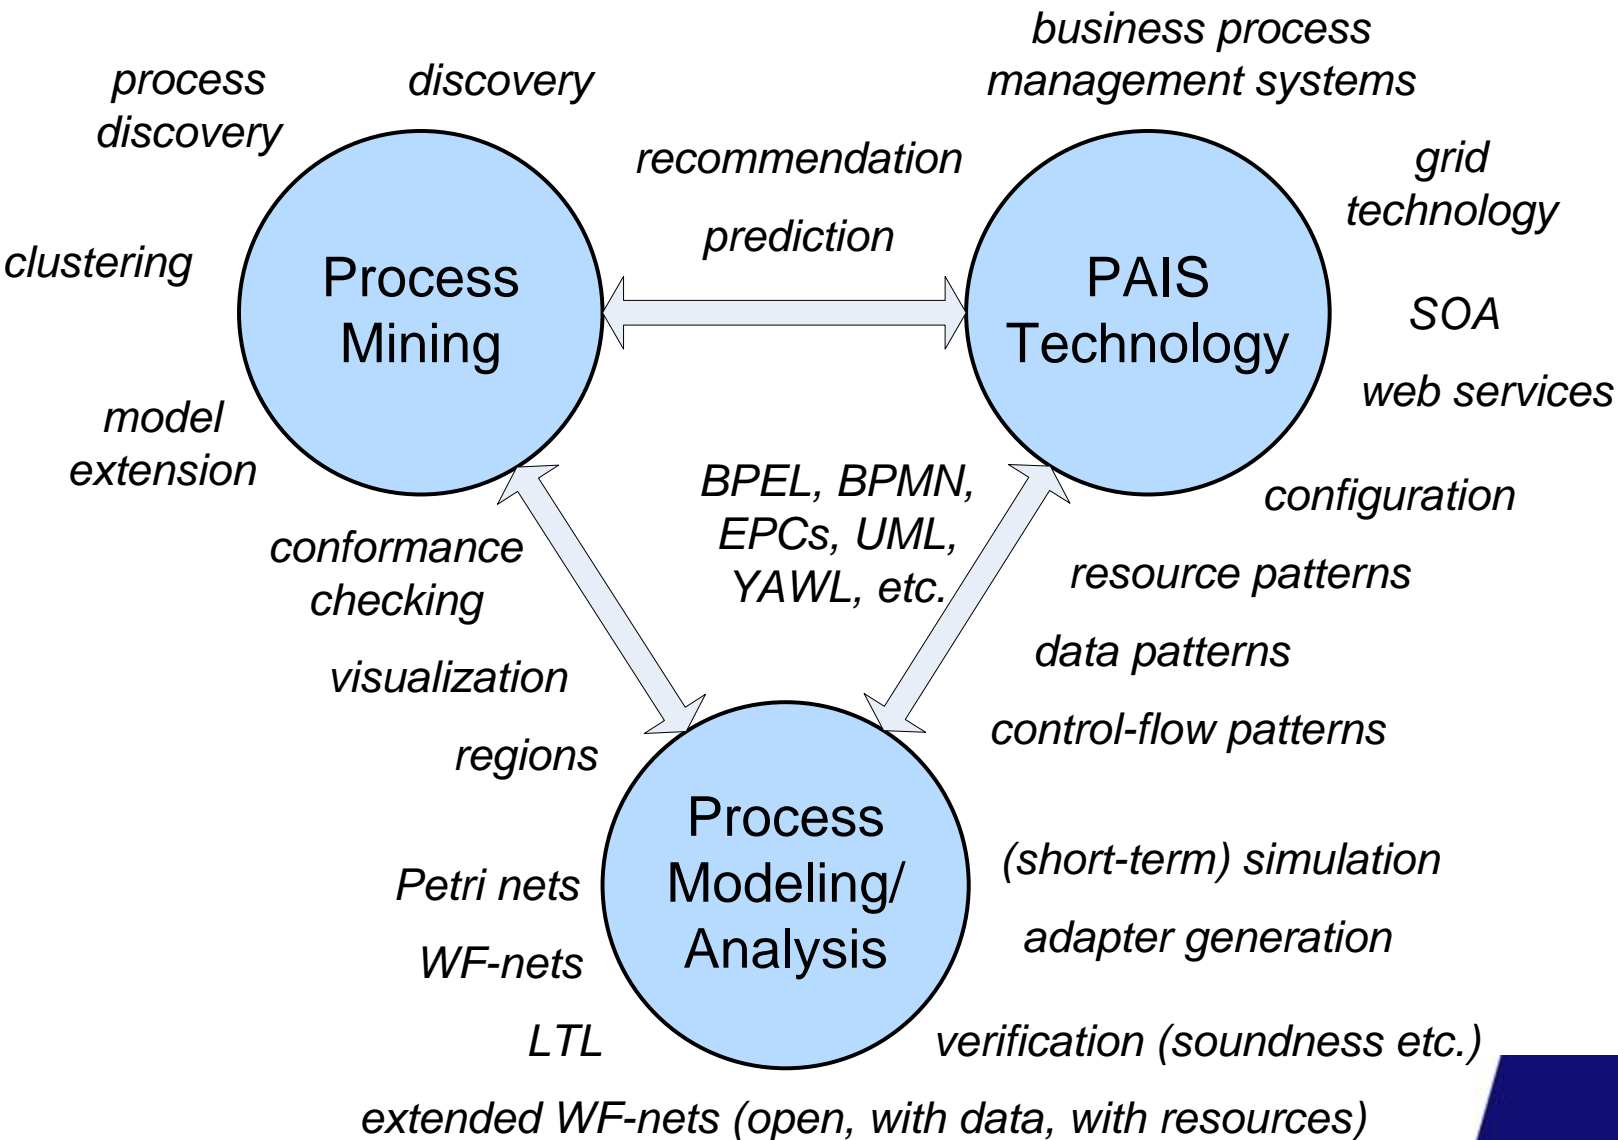 business process
management systems
process
discovery
discovery
recommendation
prediction
grid
technology
clustering
Process
Mining
PAIS
Technology
SOA
web services
model
extension
BPEL, BPMN,
EPCs, UML,
YAWL, etc.
configuration
conformance
checking
resource patterns
visualization
data patterns
regions
control-flow patterns
Process
Modeling/
Analysis
Petri nets
(short-term) simulation
WF-nets
adapter generation
LTL
verification (soundness etc.)
extended WF-nets (open, with data, with resources)